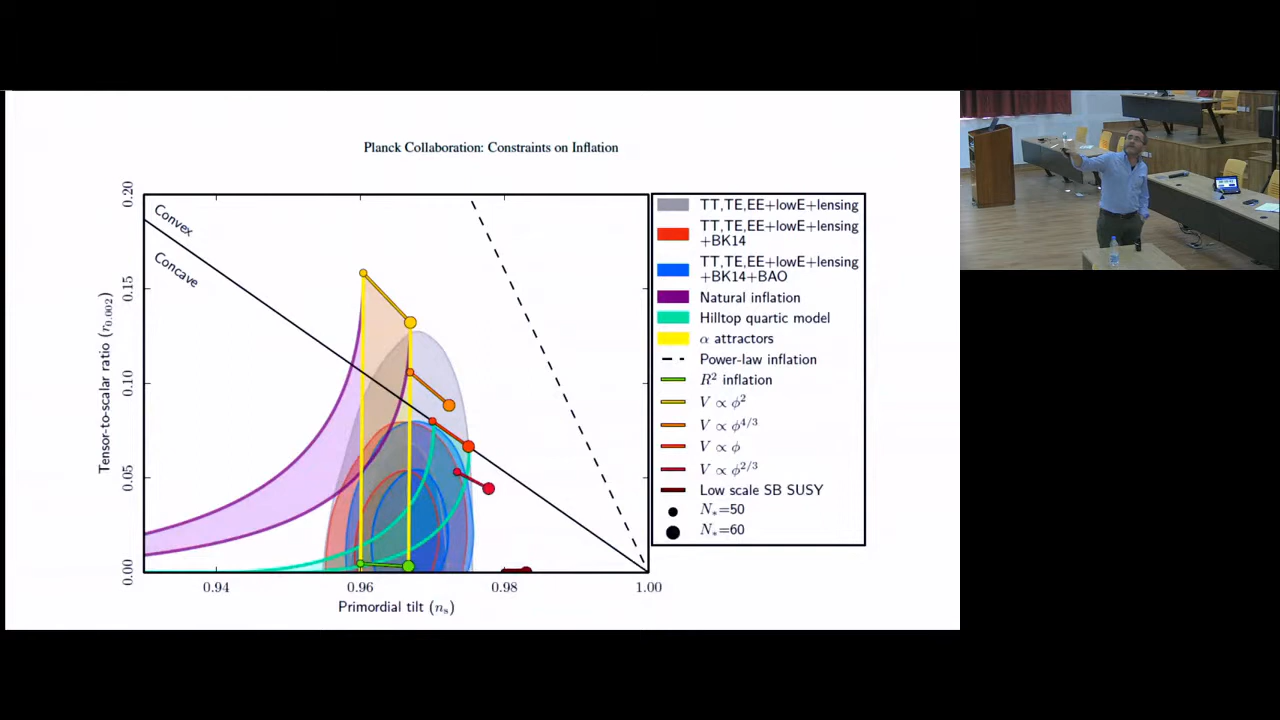 Planck Collaboration: Constraints on Inflation
Convex
Concave
0.20
0.15
0.10
0.05
0.00
Tensor-to-scalar ratio (r₀.₀₀₂)
0.94
0.96
0.98
1.00
Primordial tilt (nₛ)
TT,TE,EE+lowE+lensing
TT,TE,EE+lowE+lensing
+BK14
TT,TE,EE+lowE+lensing
+BK14+BAO
Natural inflation
Hilltop quartic model
α attractors
Power-law inflation
R² inflation
V ∝ ϕ²
V ∝ ϕ^{4/3}
V ∝ ϕ
V ∝ ϕ^{2/3}
Low scale SB SUSY
N∗=50
N∗=60